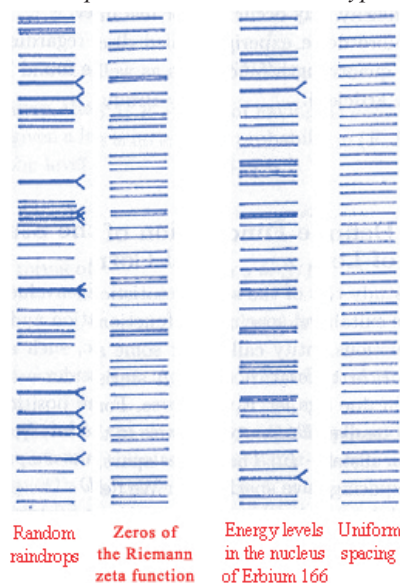 Random
raindrops
Zeros of
the Riemann
zeta function
Energy levels
in the nucleus
of Erbium 166
Uniform
spacing